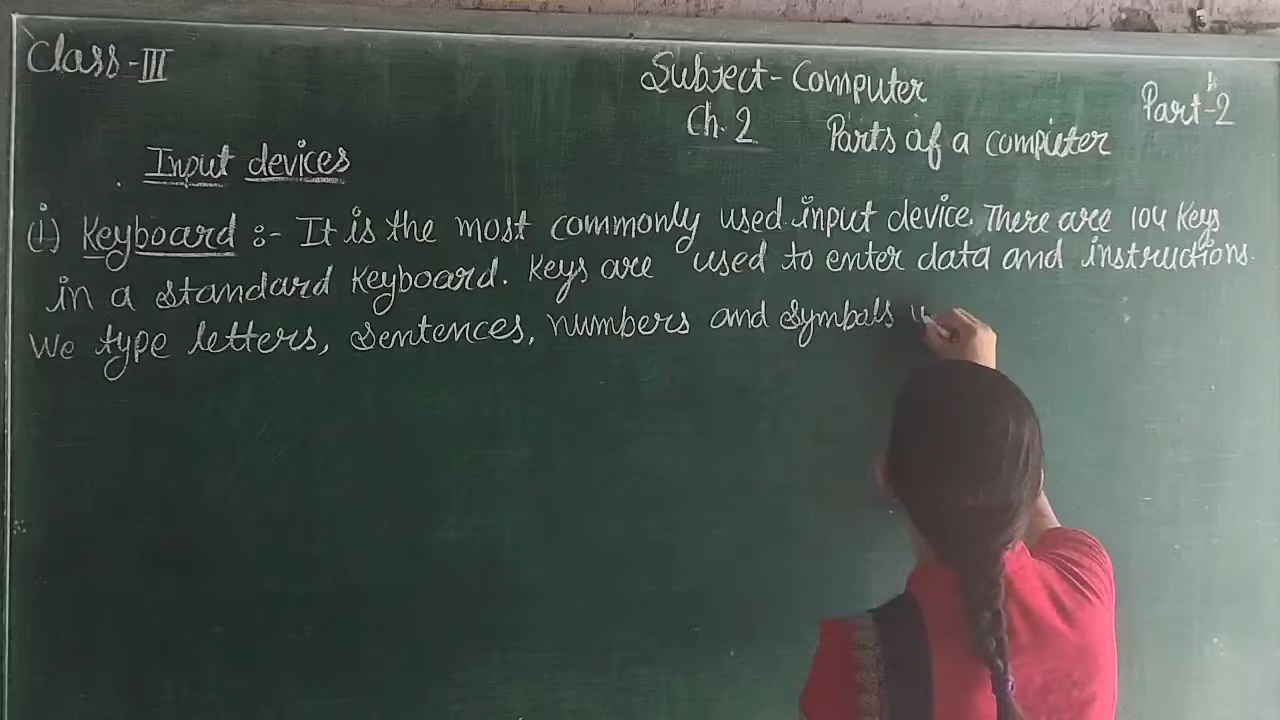 Class - III
Subject - Computer
Part - 2
Ch. 2 Parts of a computer
Input devices
(i) Keyboard :- It is the most commonly used input device. There are 104 Keys
in a standard Keyboard. Keys are used to enter data and instructions.
We type letters, sentences, numbers and symbols